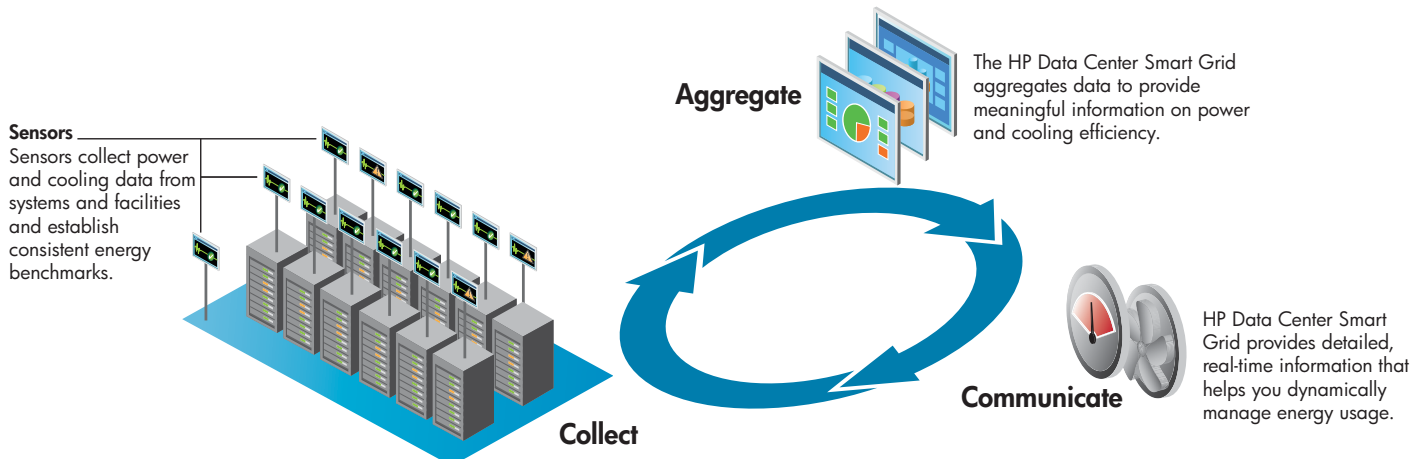 Sensors
Sensors collect power
and cooling data from
systems and facilities
and establish
consistent energy
benchmarks.
Collect
Aggregate
The HP Data Center Smart Grid
aggregates data to provide
meaningful information on power
and cooling efficiency.
Communicate
HP Data Center Smart
Grid provides detailed,
real-time information that
helps you dynamically
manage energy usage.